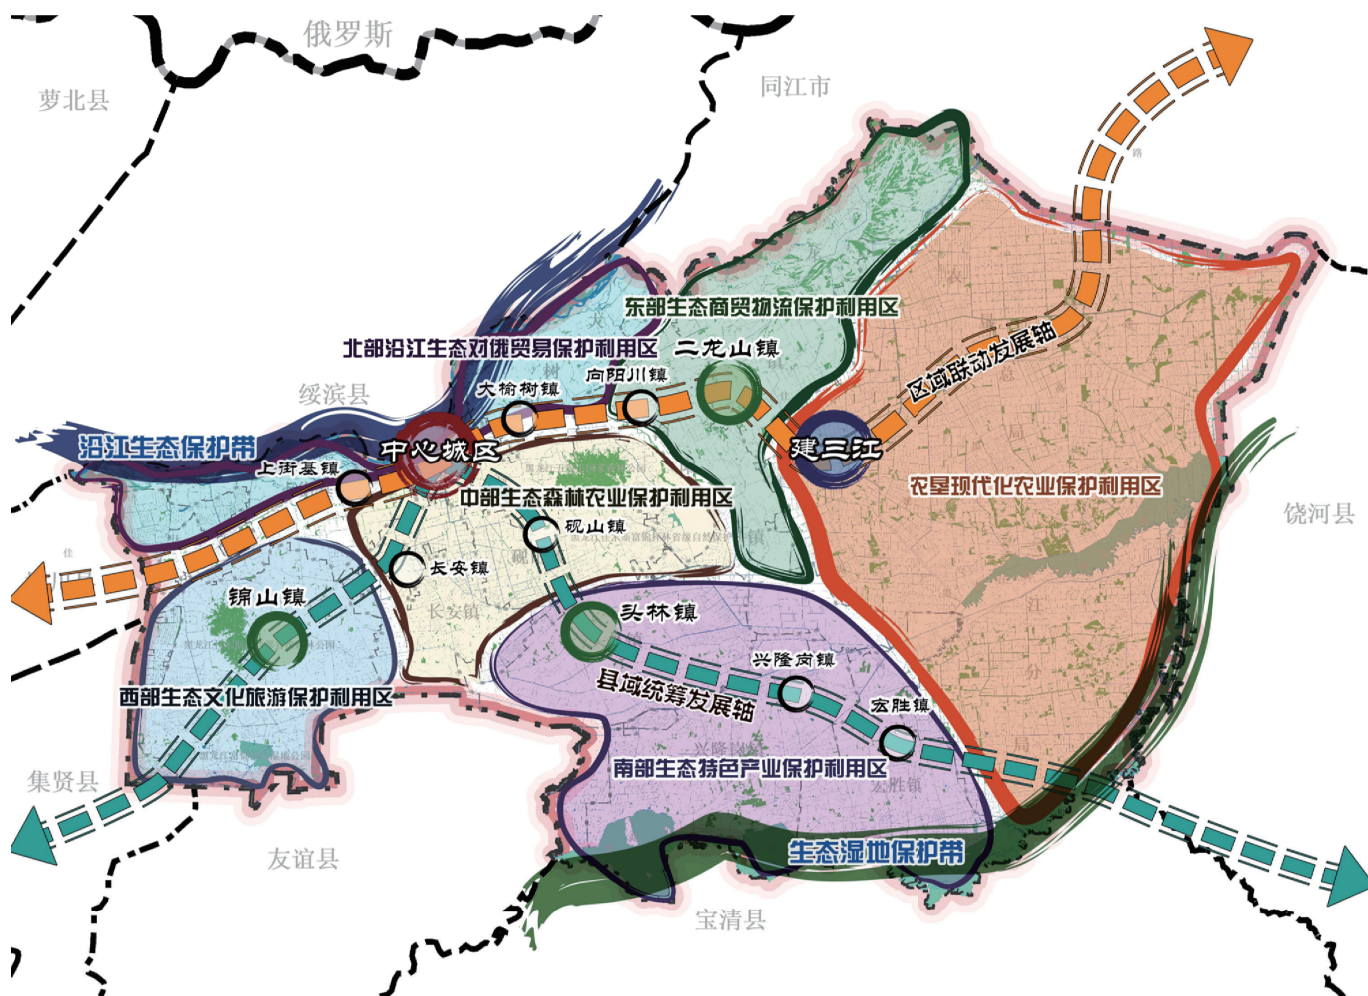 俄罗斯
萝北县
同江市
路
龙
东部生态商贸物流保护利用区
北部沿江生态对俄贸易保护利用区
二龙山镇
区域联动发展轴
向阳川镇
大榆树镇
绥滨县
沿江生态保护带
中心城区
建三江
上街基镇
农垦现代化农业保护利用区
中部生态森林农业保护利用区
饶河县
砚山镇
佳
长安镇
长安镇
锦山镇
头林镇
兴隆岗镇
县域统筹发展轴
西部生态文化旅游保护利用区
宏胜镇
南部生态特色产业保护利用区
宏胜镇
集贤县
友谊县
生态湿地保护带
宝清县